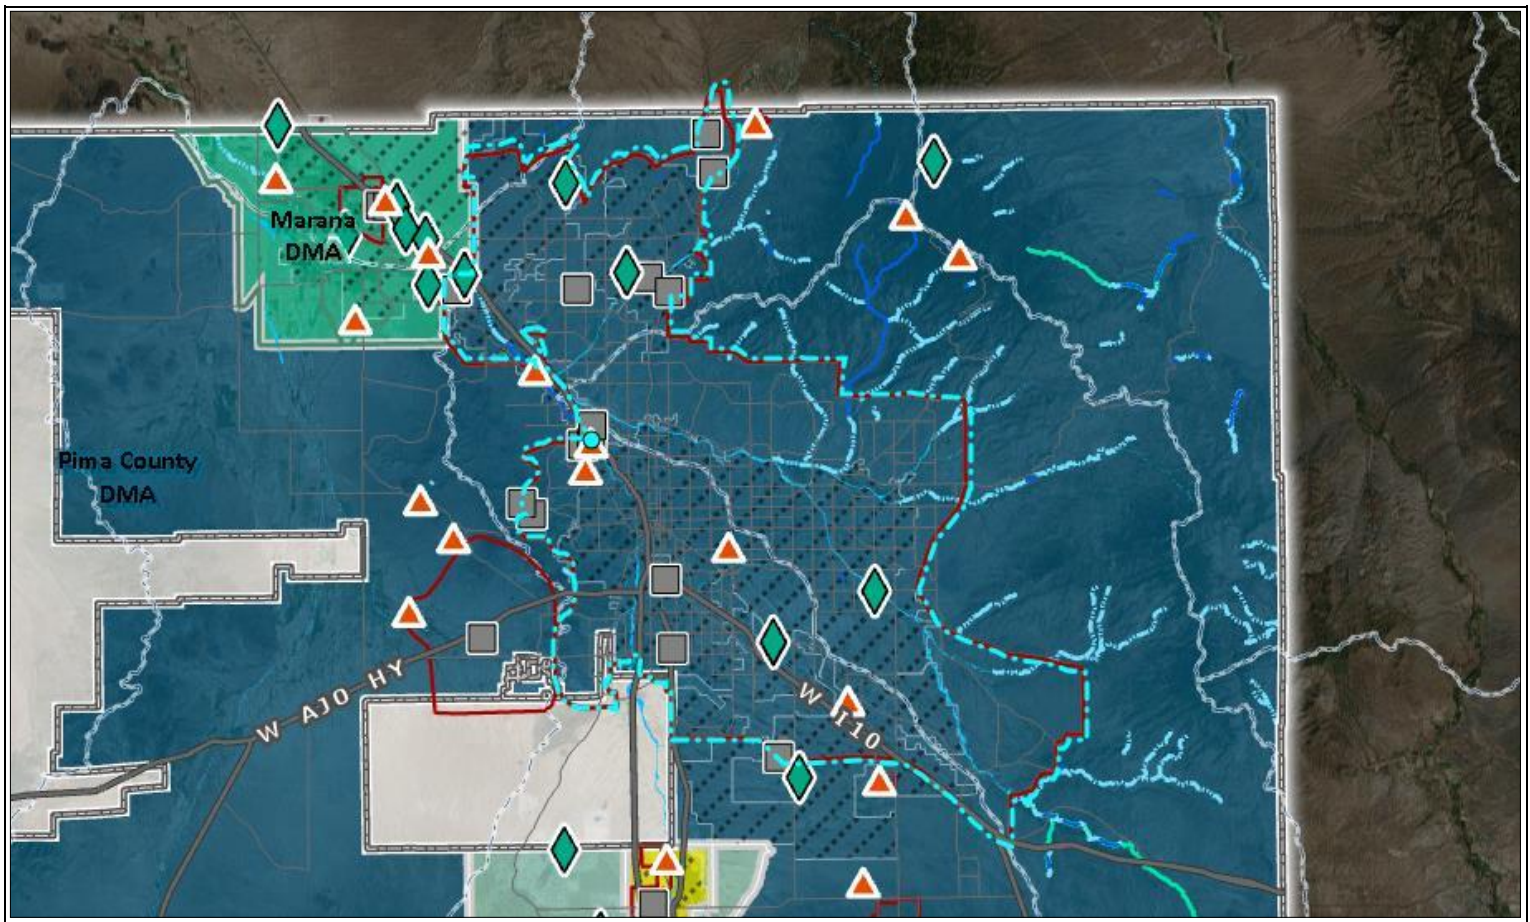 Marana
DMA
Pima County
DMA
W AJO HY
W I10